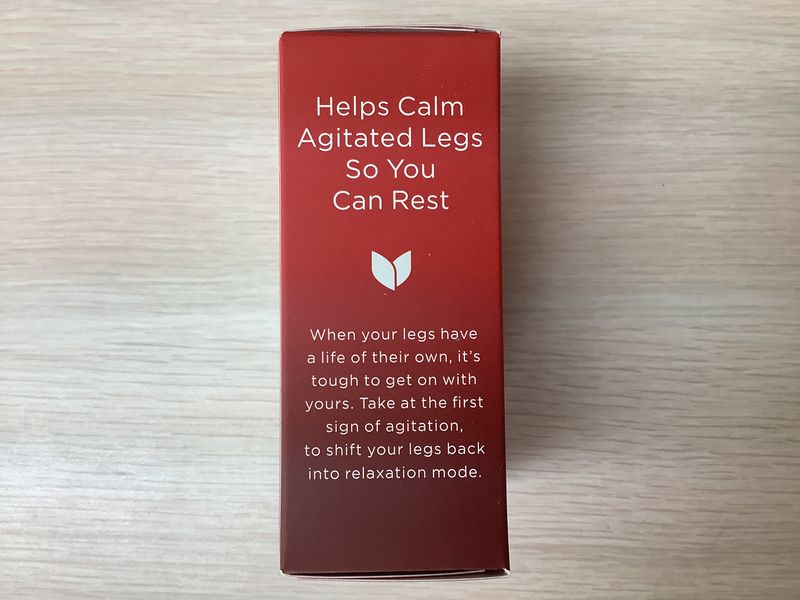 Helps Calm
Agitated Legs
So You
Can Rest
When your legs have
a life of their own, it’s
tough to get on with
yours. Take at the first
sign of agitation,
to shift your legs back
into relaxation mode.